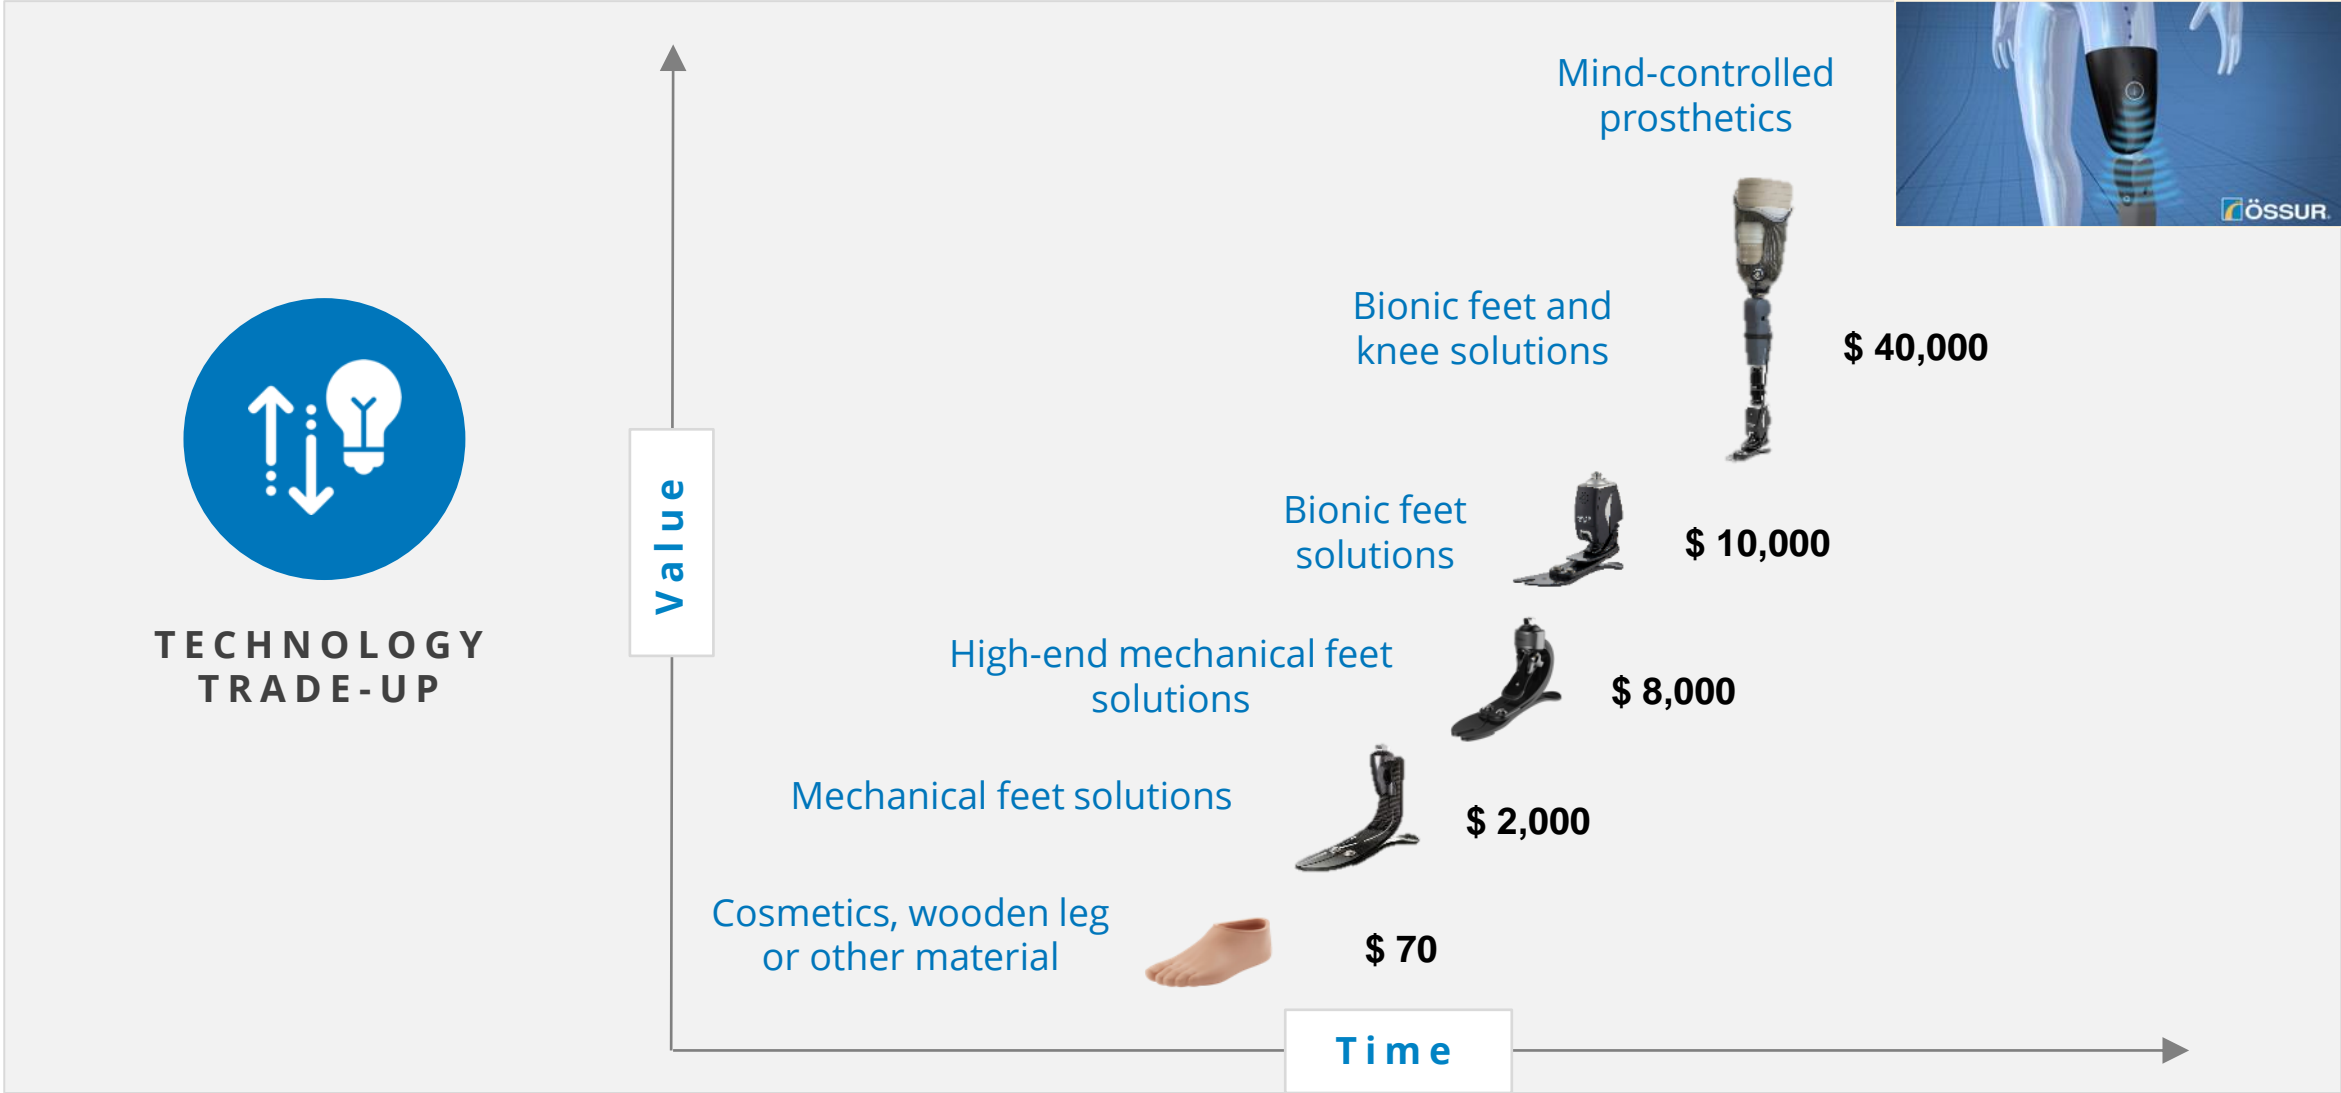 Mind-controlled
prosthetics
ÖSSUR
Bionic feet and
knee solutions
$ 40,000
Value
Bionic feet
solutions
$ 10,000
TECHNOLOGY
TRADE-UP
High-end mechanical feet
solutions
$ 8,000
Mechanical feet solutions
$ 2,000
Cosmetics, wooden leg
or other material
$ 70
Time